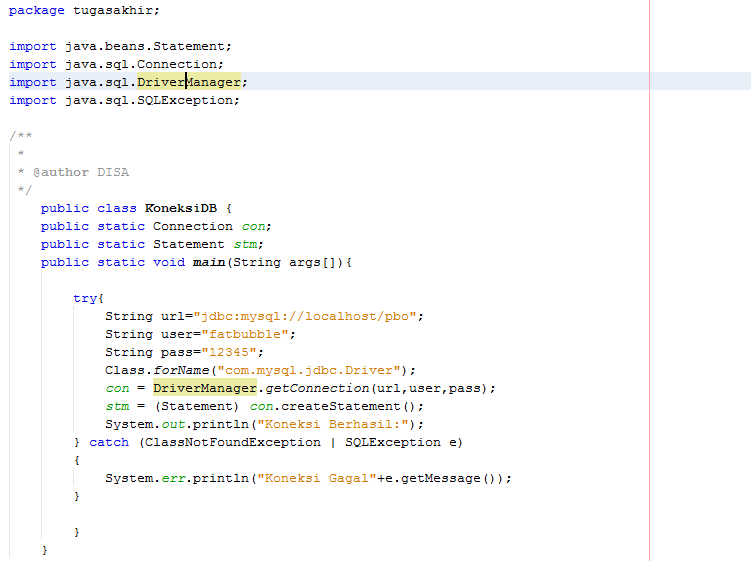 package tugasakhir;
import java.beans.Statement;
import java.sql.Connection;
import java.sql.DriverManager;
import java.sql.SQLException;
/**
*
* @author DISA
*/
public class KoneksiDB {
public static Connection con;
public static Statement stm;
public static void main(String args[]){
try{
String url="jdbc:mysql://localhost/pbo";
String user="fatbubble";
String pass="12345";
Class.forName("com.mysql.jdbc.Driver");
con = DriverManager.getConnection(url,user,pass);
stm = (Statement) con.createStatement();
System.out.println("Koneksi Berhasil:");
} catch (ClassNotFoundException | SQLException e)
{
System.err.println("Koneksi Gagal"+e.getMessage());
}
}
}